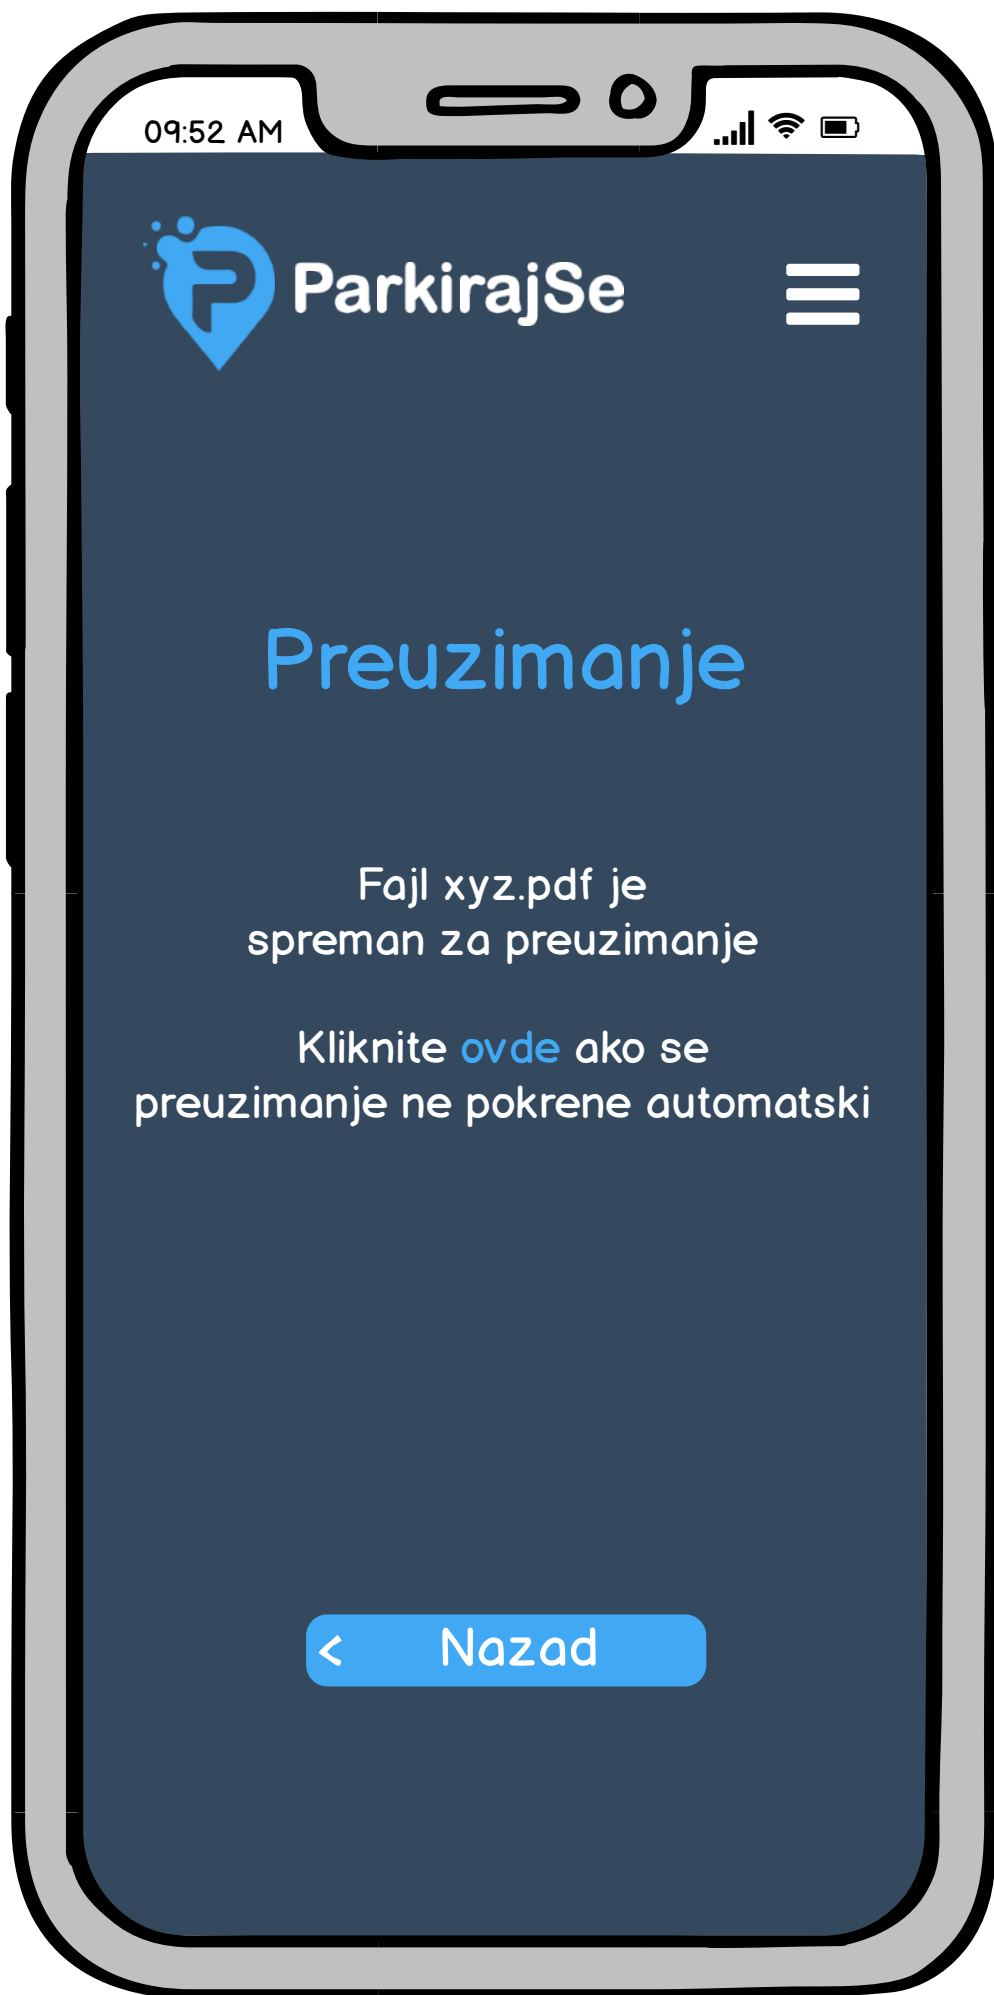 09:52 AM
ParkirajSe
Preuzimanje
Fajl xyz.pdf je
spreman za preuzimanje
Kliknite ovde ako se
preuzimanje ne pokrene automatski
< Nazad